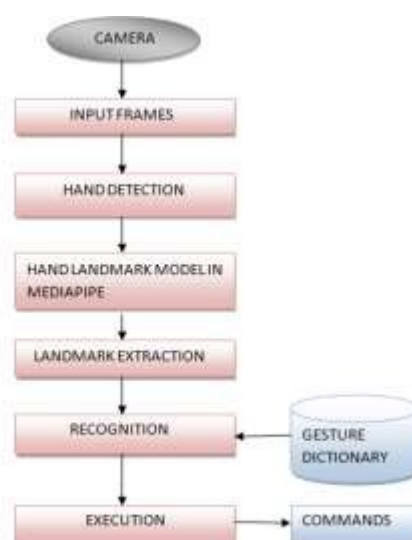 CAMERA
INPUT FRAMES
HAND DETECTION
HAND LANDMARK MODEL IN
MEDIAPIPE
LANDMARK EXTRACTION
RECOGNITION
GESTURE
DICTIONARY
EXECUTION
COMMANDS